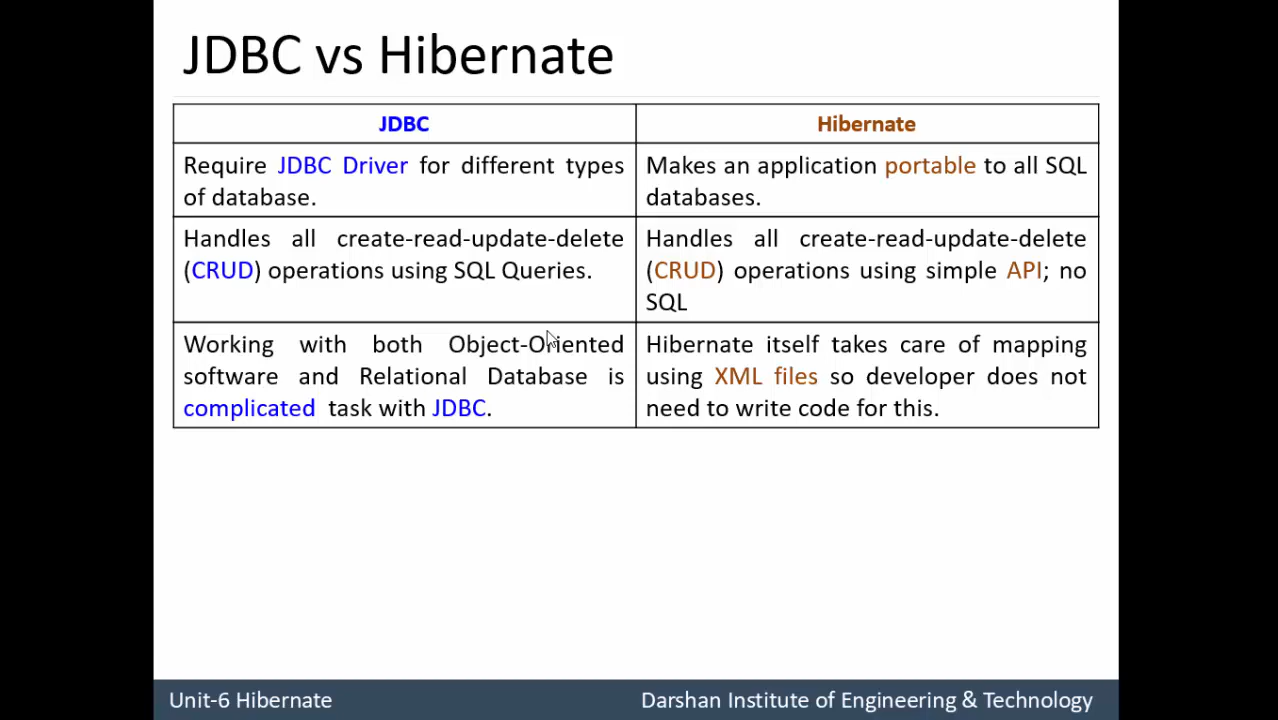 JDBC vs Hibernate
JDBC
Hibernate
Require JDBC Driver for different types
of database.
Makes an application portable to all SQL
databases.
Handles all create-read-update-delete
(CRUD) operations using SQL Queries.
Handles all create-read-update-delete
(CRUD) operations using simple API; no
SQL
Working with both Object-Oriented
software and Relational Database is
complicated task with JDBC.
Hibernate itself takes care of mapping
using XML files so developer does not
need to write code for this.
Unit-6 Hibernate
Darshan Institute of Engineering & Technology